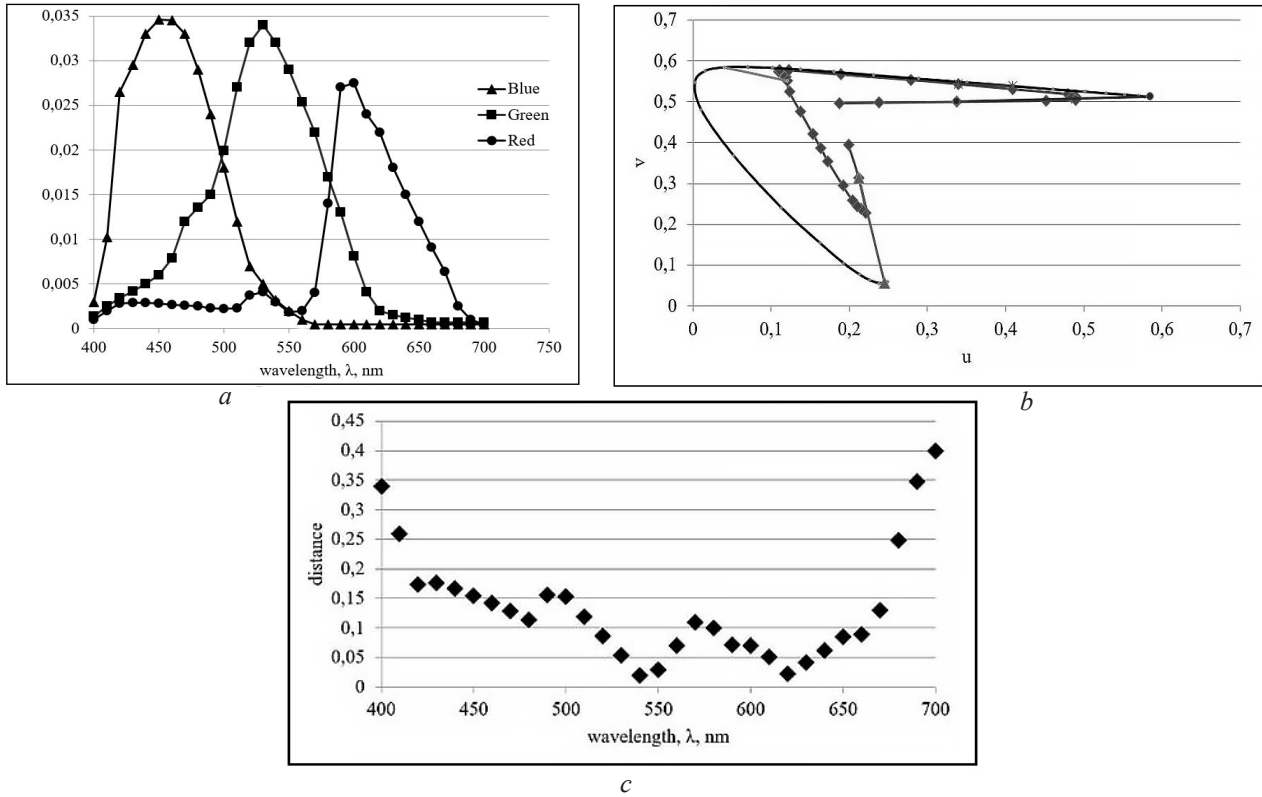 0,035
0,03
0,025
0,02
0,015
0,01
0,005
0
400 450 500 550 600 650 700 750
wavelength, λ, nm
Blue
Green
Red
a
0,7
0,6
0,5
0,4
0,3
0,2
0,1
0
v
0 0,1 0,2 0,3 0,4 0,5 0,6 0,7
u
b
0,45
0,4
0,35
0,3
0,25
0,2
0,15
0,1
0,05
0
distance
400 450 500 550 600 650 700
wavelength, λ, nm
c